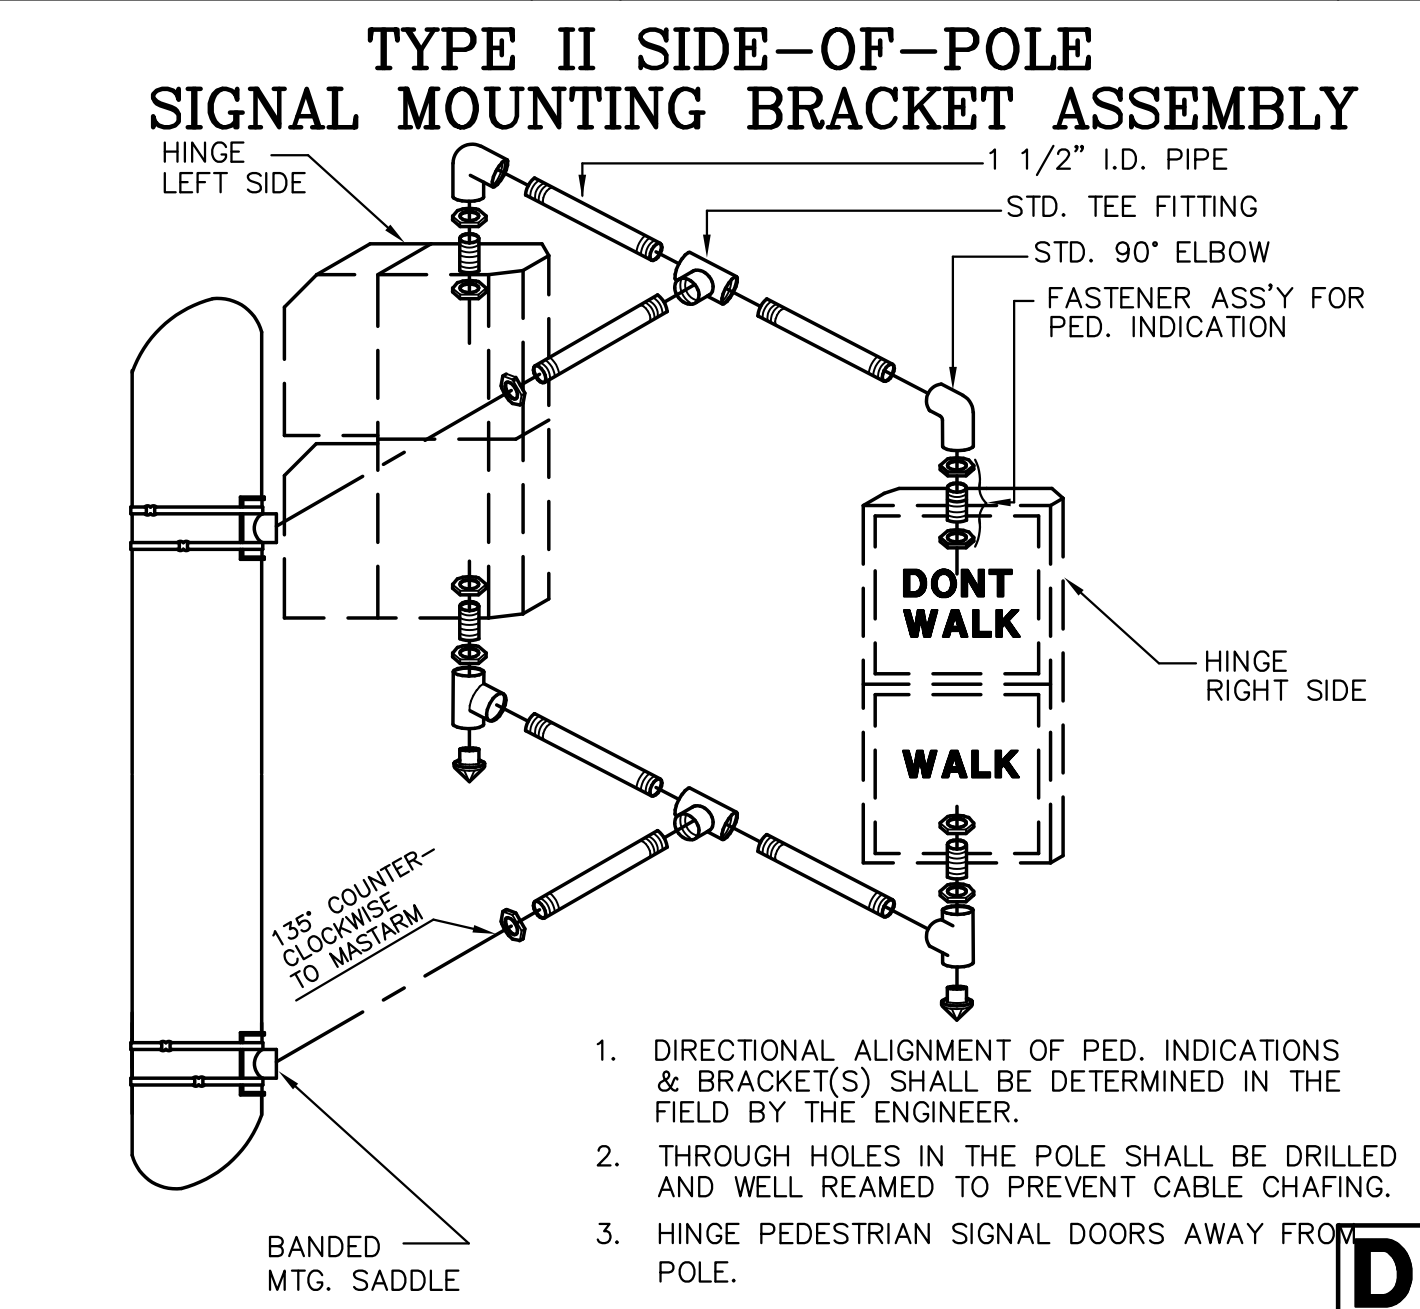 TYPE II SIDE-OF-POLE
SIGNAL MOUNTING BRACKET ASSEMBLY
HINGE
LEFT SIDE
1 1/2" I.D. PIPE
STD. TEE FITTING
STD. 90° ELBOW
FASTENER ASS'Y FOR
PED. INDICATION
DONT
WALK
HINGE
RIGHT SIDE
WALK
135° COUNTER-
CLOCKWISE
TO MASTARM
1. DIRECTIONAL ALIGNMENT OF PED. INDICATIONS
& BRACKET(S) SHALL BE DETERMINED IN THE
FIELD BY THE ENGINEER.
2. THROUGH HOLES IN THE POLE SHALL BE DRILLED
AND WELL REAMED TO PREVENT CABLE CHAFING.
3. HINGE PEDESTRIAN SIGNAL DOORS AWAY FROM
POLE.
BANDED
MTG. SADDLE
D